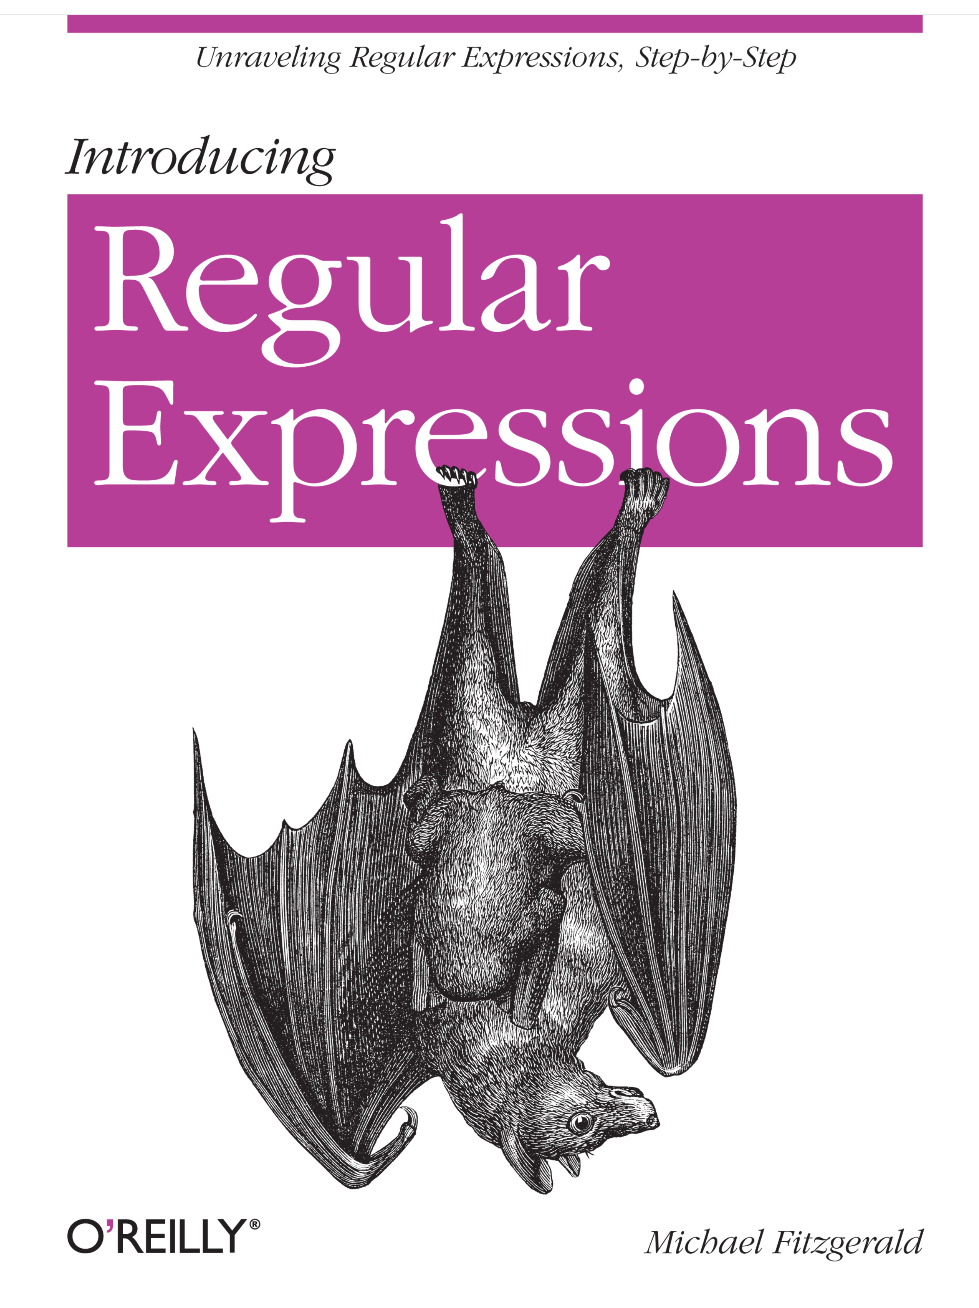 Unraveling Regular Expressions, Step-by-Step
Introducing
Regular
Expressions
O'REILLY®
Michael Fitzgerald